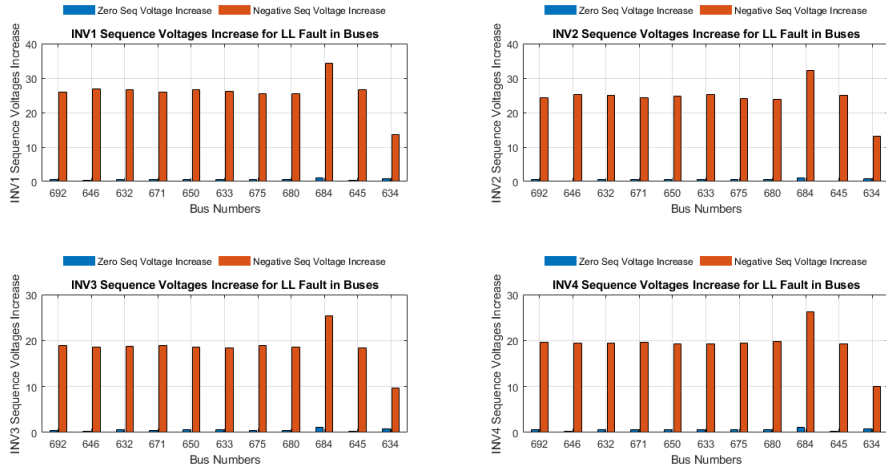 Zero Seq Voltage Increase Negative Seq Voltage Increase
INV1 Sequence Voltages Increase for LL Fault in Buses
INV1 Sequence Voltages Increase
40
30
20
10
0
692 646 632 671 650 633 675 680 684 645 634
Bus Numbers
Zero Seq Voltage Increase Negative Seq Voltage Increase
INV2 Sequence Voltages Increase for LL Fault in Buses
INV2 Sequence Voltages Increase
40
30
20
10
0
692 646 632 671 650 633 675 680 684 645 634
Bus Numbers
Zero Seq Voltage Increase Negative Seq Voltage Increase
INV3 Sequence Voltages Increase for LL Fault in Buses
INV3 Sequence Voltages Increase
30
20
10
0
692 646 632 671 650 633 675 680 684 645 634
Bus Numbers
Zero Seq Voltage Increase Negative Seq Voltage Increase
INV4 Sequence Voltages Increase for LL Fault in Buses
INV4 Sequence Voltages Increase
30
20
10
0
692 646 632 671 650 633 675 680 684 645 634
Bus Numbers